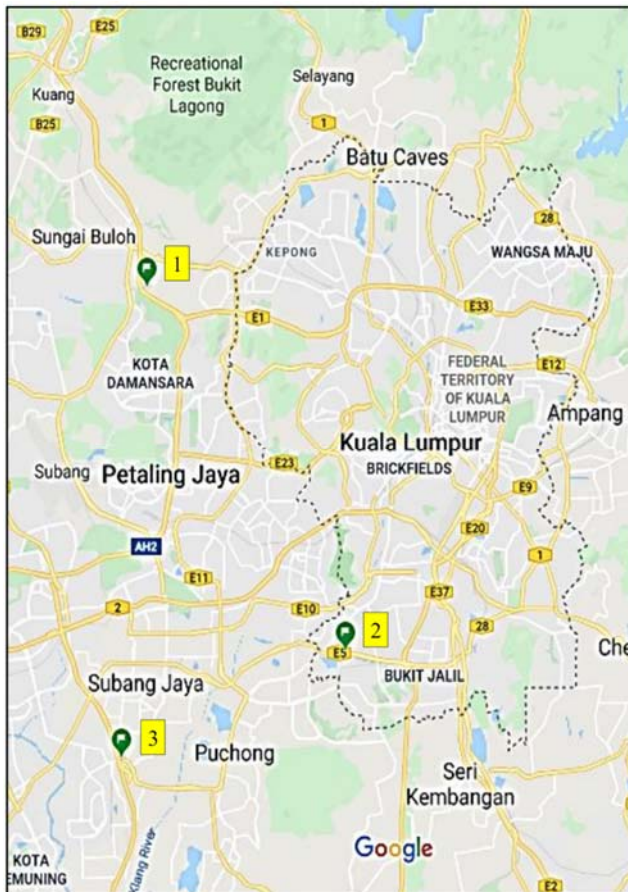 B29
E25
Recreational
Forest Bukit
Lagong
Selayang
Kuang
B25
1
Batu Caves
28
Sungai Buloh
1
KEPONG
WANGSA MAJU
E1
E33
KOTA
DAMANSARA
FEDERAL
TERRITORY
OF KUALA
LUMPUR
E12
Ampang
Kuala Lumpur
BRICKFIELDS
E23
Subang
Petaling Jaya
E9
E20
AH2
1
E11
E37
2
E10
2
28
E5
Che
BUKIT JALIL
Subang Jaya
3
Puchong
Seri
Kembangan
Google
KOTA
EMUNING
Klang River
E2